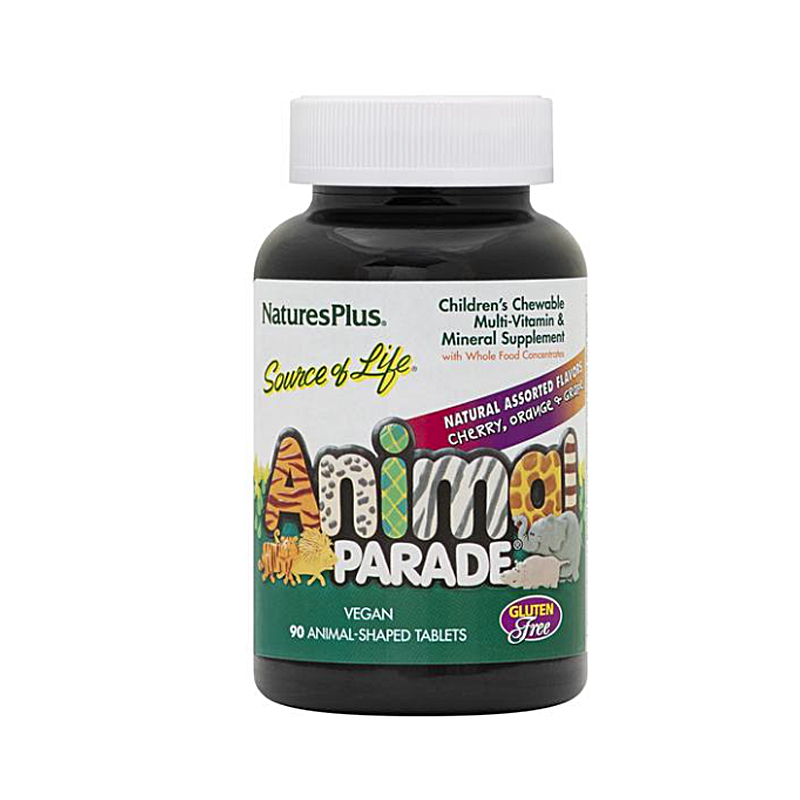 NaturesPlus®
Children's Chewable
Multi-Vitamin &
Mineral Supplement
with Whole Food Concentrates
Source of Life®
NATURAL ASSORTED FLAVORS
CHERRY, ORANGE & GRAPE
Animal
PARADE®
VEGAN
90 ANIMAL-SHAPED TABLETS
GLUTEN
Free